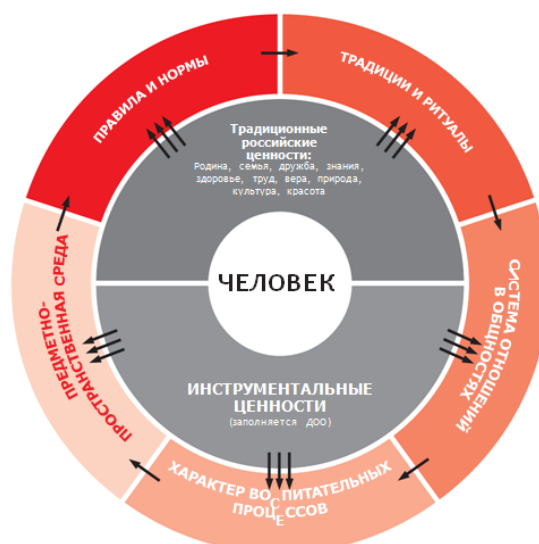 ПРАВИЛА И НОРМЫ
ТРАДИЦИИ И РИТУАЛЫ
Традиционные
российские
ценности:
Родина, семья, дружба, знания,
здоровье, труд, вера, природа,
культура, красота
ЧЕЛОВЕК
ИНСТРУМЕНТАЛЬНЫЕ
ЦЕННОСТИ
(заполняется ДОО)
СИСТЕМА ОТНОШЕНИЙ
В ОБЩНОСТЯХ
ХАРАКТЕР ВОСПИТАТЕЛЬНЫХ
ПРОЦЕССОВ
ПРЕДМЕТНО-
ПРОСТРАНСТВЕННАЯ СРЕДА